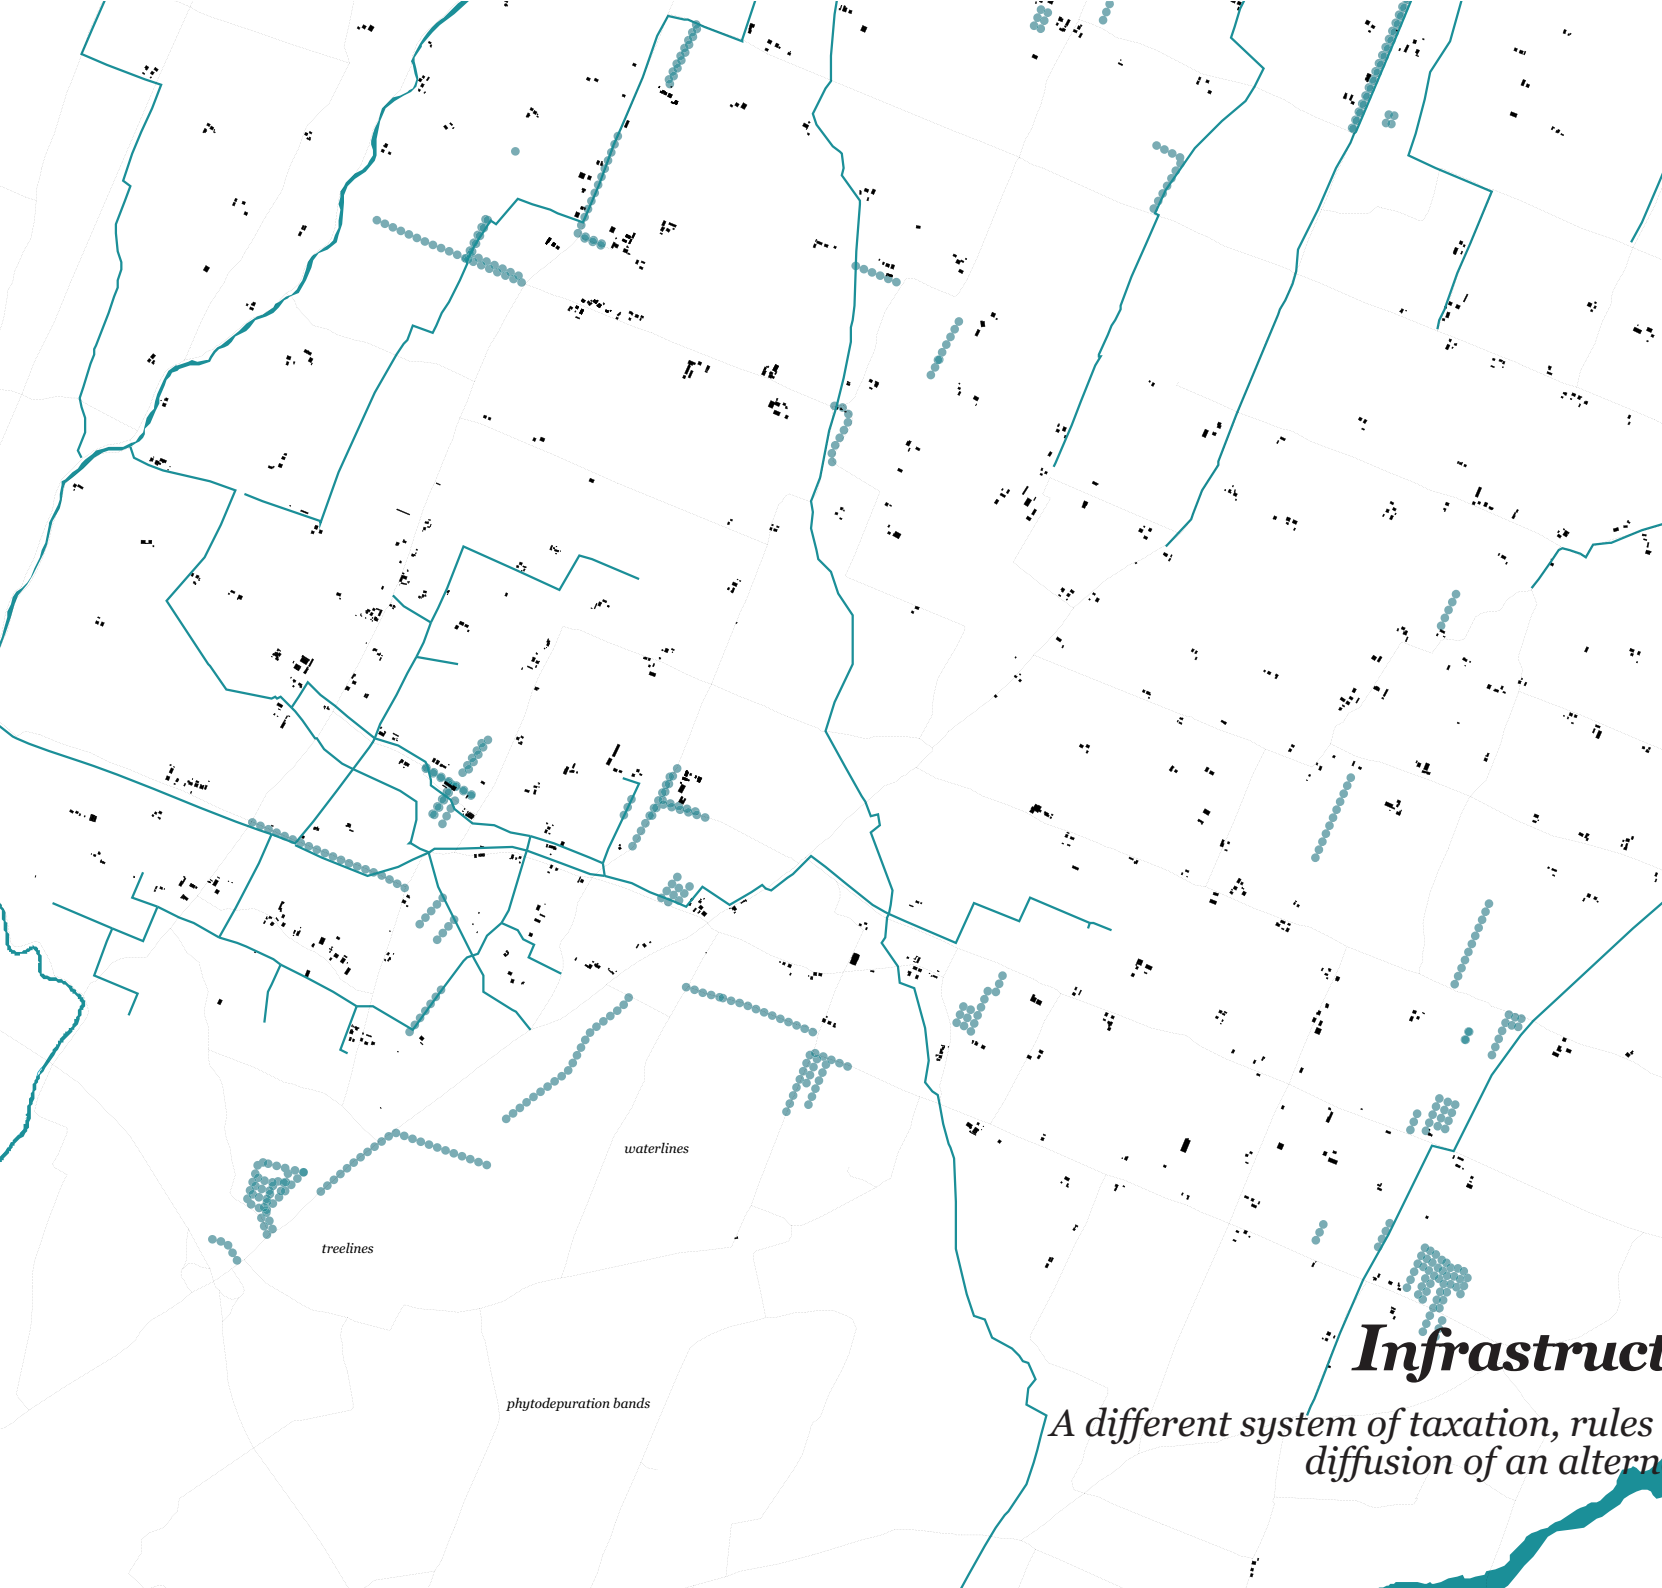 waterlines
treelines
Infrastruct
phytodepuration bands
A different system of taxation, rules
diffusion of an altern